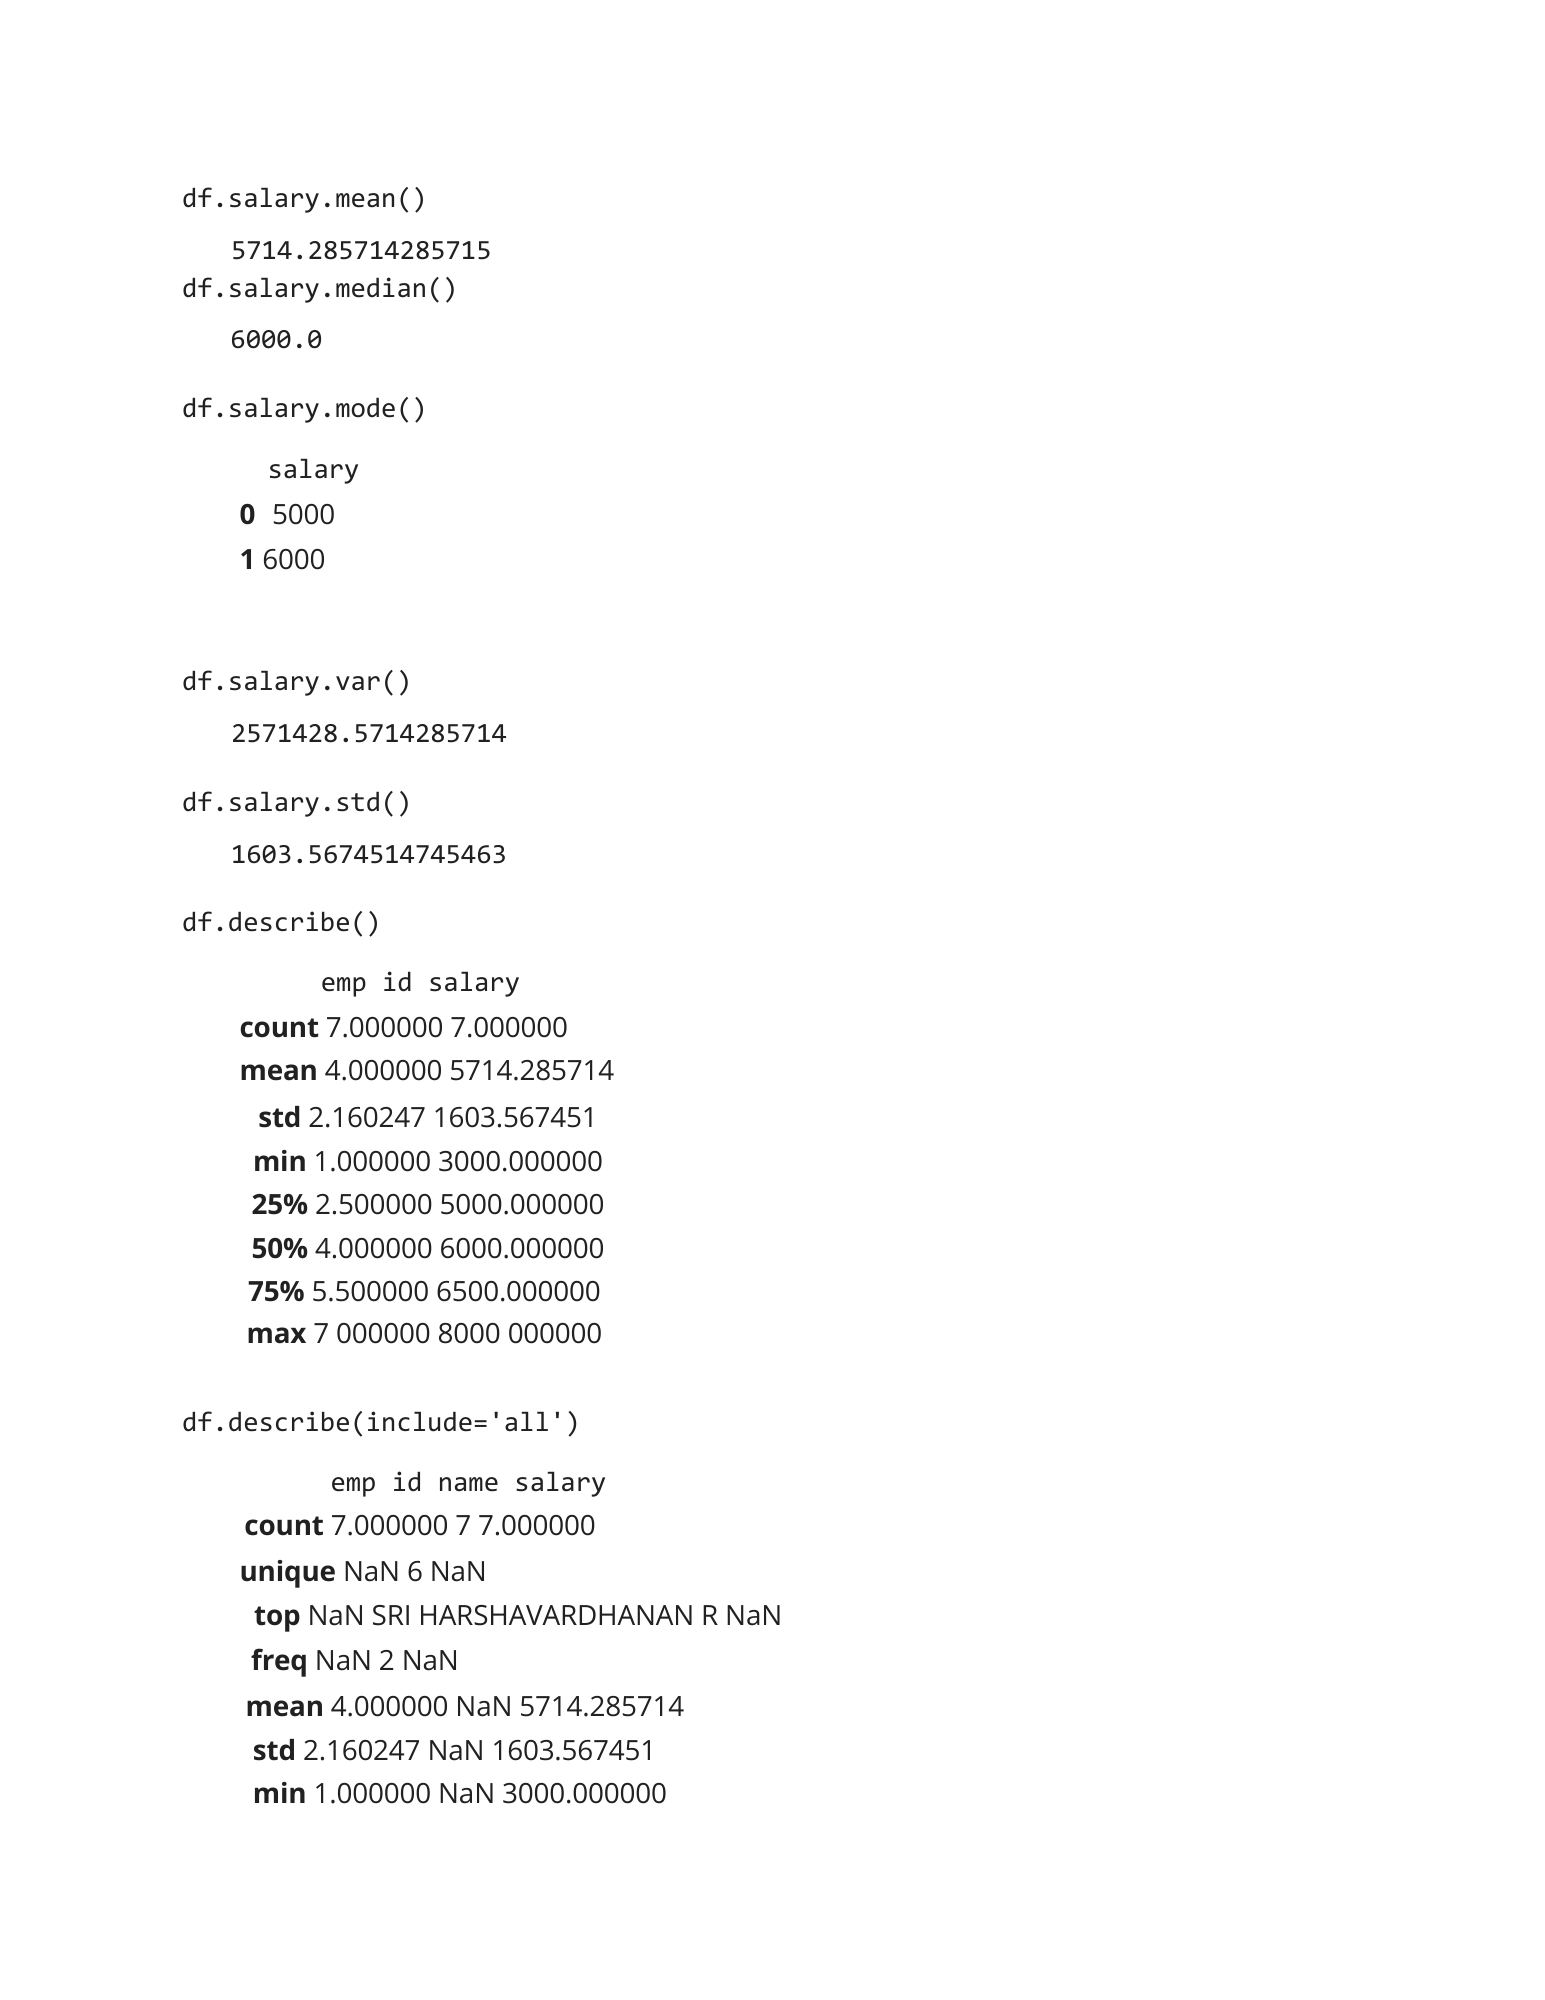 df.salary.mean()
5714.285714285715
df.salary.median()
6000.0
df.salary.mode()
salary
0 5000
1 6000
df.salary.var()
2571428.5714285714
df.salary.std()
1603.5674514745463
df.describe()
emp id salary
count 7.000000 7.000000
mean 4.000000 5714.285714
std 2.160247 1603.567451
min 1.000000 3000.000000
25% 2.500000 5000.000000
50% 4.000000 6000.000000
75% 5.500000 6500.000000
max 7 000000 8000 000000
df.describe(include='all')
emp id name salary
count 7.000000 7 7.000000
unique NaN 6 NaN
top NaN SRI HARSHAVARDHANAN R NaN
freq NaN 2 NaN
mean 4.000000 NaN 5714.285714
std 2.160247 NaN 1603.567451
min 1.000000 NaN 3000.000000